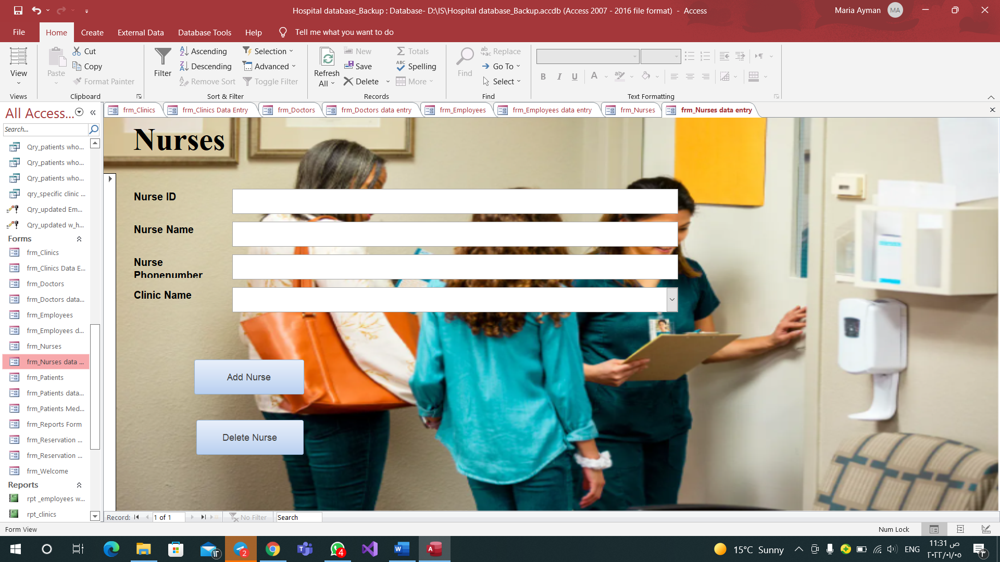 Hospital database_Backup : Database- D:\IS\Hospital database_Backup.accdb (Access 2007 - 2016 file format)  -  Access
Maria Ayman
MA
File
Home
Create
External Data
Database Tools
Help
Tell me what you want to do
View
Views
Paste
Cut
Copy
Format Painter
Clipboard
Filter
Ascending
Descending
Remove Sort
Selection
Advanced
Toggle Filter
Sort & Filter
Refresh
All
New
Save
Delete
Totals
Spelling
More
Records
Find
Replace
Go To
Select
Find
B I U A
Text Formatting
All Access...
Search...
Qry_patients who...
Qry_patients who...
Qry_patients who...
qry_specific clinic ...
Qry_updated Em...
Qry_updated w_h...
Forms
frm_Clinics
frm_Clinics Data E...
frm_Doctors
frm_Doctors data...
frm_Employees
frm_Employees d...
frm_Nurses
frm_Nurses data ...
frm_Patients
frm_Patients data...
frm_Patients Med...
frm_Reports Form
frm_Reservation ...
frm_Reservation ...
frm_Welcome
Reports
rpt _employees w...
rpt_clinics
frm_Clinics
frm_Clinics Data Entry
frm_Doctors
frm_Doctors data entry
frm_Employees
frm_Employees data entry
frm_Nurses
frm_Nurses data entry
Nurses
Nurse ID
Nurse Name
Nurse
Phonenumber
Clinic Name
Add Nurse
Delete Nurse
Record:
1 of 1
No Filter
Search
Form View
Num Lock
١٣
2
4
15°C  Sunny
ENG
11:31 ص
٢٠٢٢/٠١/٠٥
٣